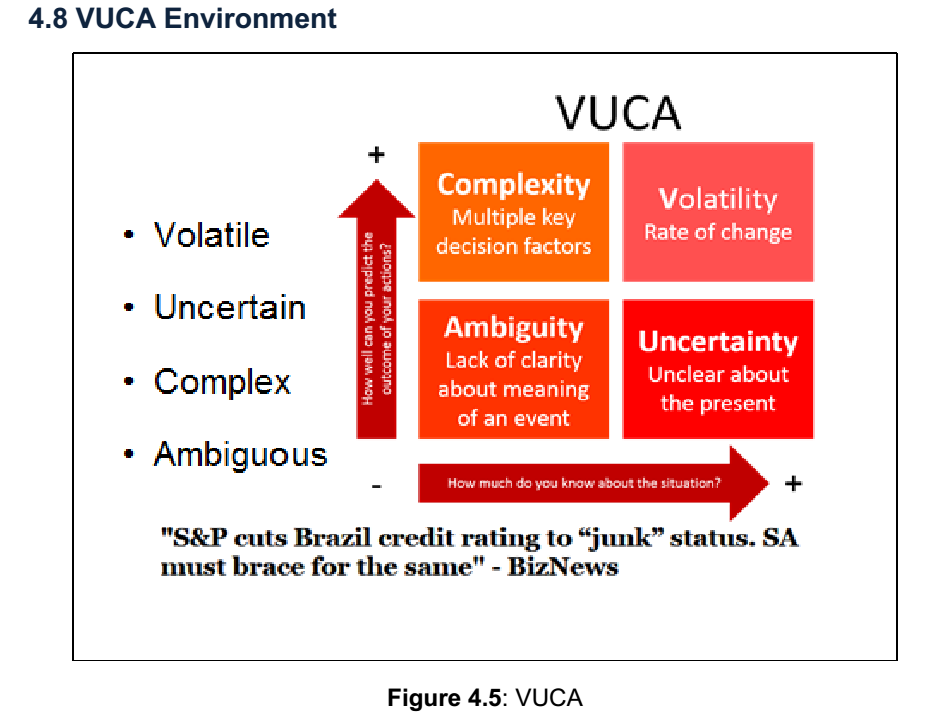 4.8 VUCA Environment
VUCA
• Volatile
• Uncertain
• Complex
• Ambiguous
+
How well can you predict the
outcome of your actions?
-
Complexity
Multiple key
decision factors
Volatility
Rate of change
Ambiguity
Lack of clarity
about meaning
of an event
Uncertainty
Unclear about
the present
How much do you know about the situation?
+
"S&P cuts Brazil credit rating to “junk” status. SA
must brace for the same" - BizNews
Figure 4.5: VUCA